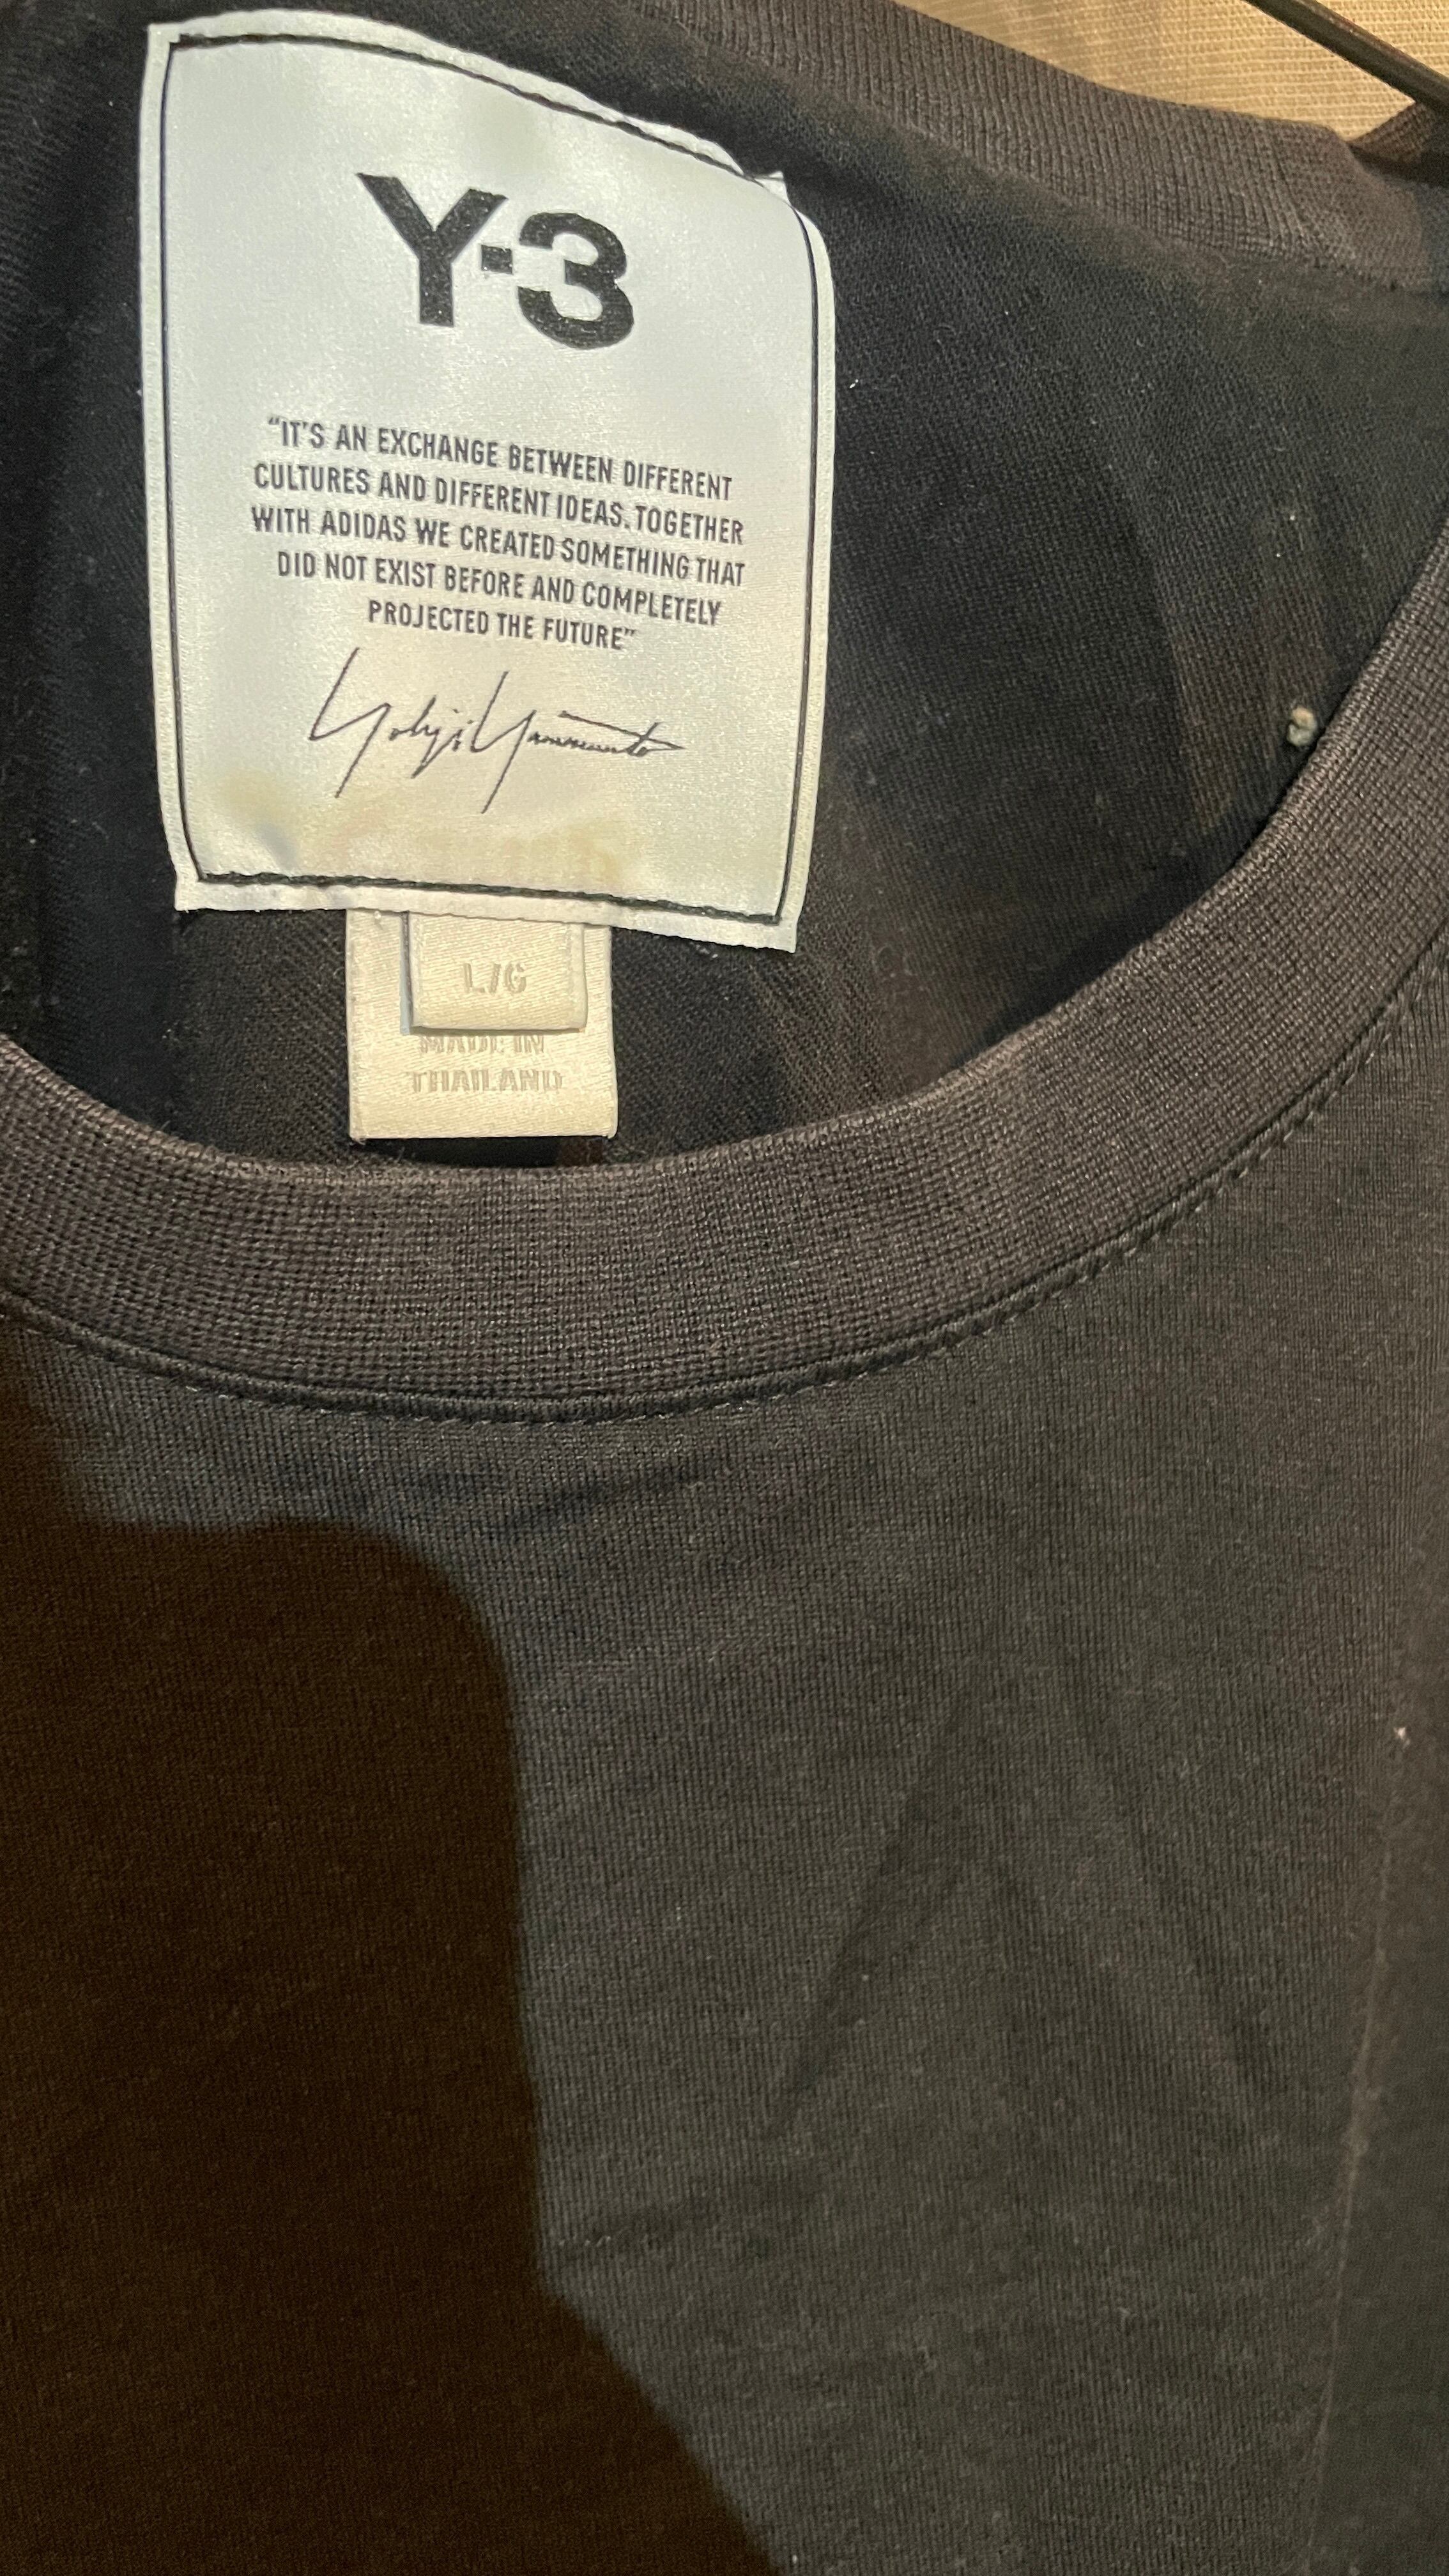 Y-3
“IT'S AN EXCHANGE BETWEEN DIFFERENT
CULTURES AND DIFFERENT IDEAS. TOGETHER
WITH ADIDAS WE CREATED SOMETHING THAT
DID NOT EXIST BEFORE AND COMPLETELY
PROJECTED THE FUTURE”
Yohji Yamamoto
L/G
MADE IN
THAILAND